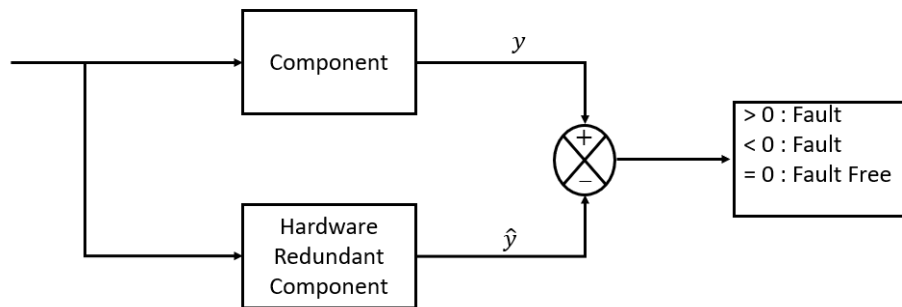 Component
y
+
−
> 0 : Fault
< 0 : Fault
= 0 : Fault Free
Hardware
Redundant
Component
ŷ